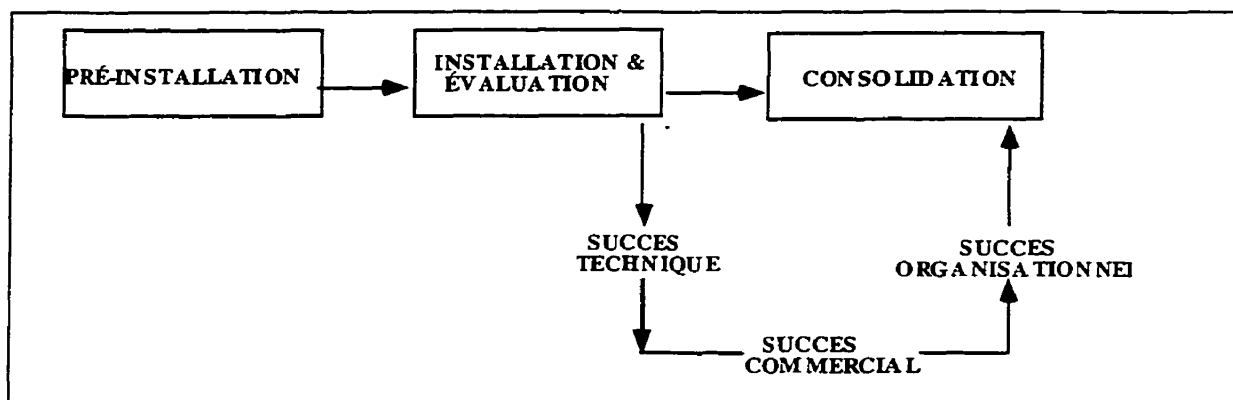 PRÉ-INSTALLATION
INSTALLATION &
ÉVALUATION
CONSOLIDATION
SUCCES
TECHNIQUE
SUCCES
ORGANISATIONNEI
SUCCES
COMMERCIAL